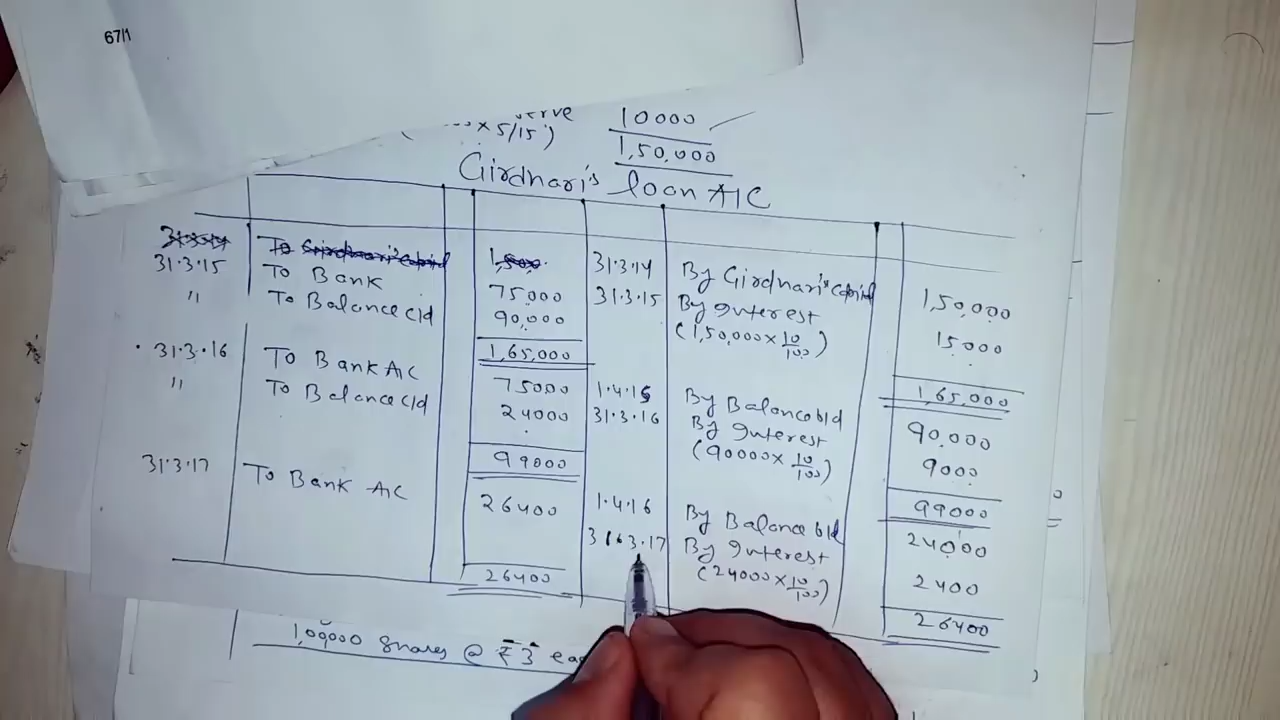 67/1
10000
× 5/15)
1,50,000
Girdhari's loan A/C
31.3.15 To Bank 75000
" To Balance c/d 90,000
1,65,000
31.3.16 To Bank A/C 75000
" To Balance c/d 24000
99000
31.3.17 To Bank A/C 26400
26400
31.3.14 By Girdhari's Capital 1,50,000
31.3.15 By Interest 15000
(1,50,000 × 10/100)
1,65,000
1.4.15 By Balance b/d 90,000
31.3.16 By Interest 9000
(90000 × 10/100)
99000
1.4.16 By Balance b/d 24000
31.3.17 By Interest 2400
(24000 × 10/100)
26400
1,00,000 Shares @ ₹3